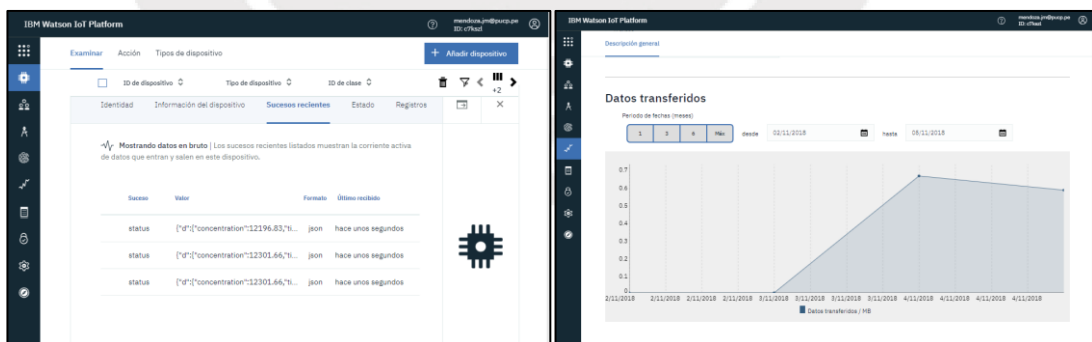 IBM Watson IoT Platform
mendoza.jm@pucp.pe
ID: c7kszl
Examinar Acción Tipos de dispositivo
+ Añadir dispositivo
ID de dispositivo Tipo de dispositivo ID de clase
+2
Identidad Información del dispositivo Sucesos recientes Estado Registros
Mostrando datos en bruto | Los sucesos recientes listados muestran la corriente activa
de datos que entran y salen en este dispositivo.
Suceso Valor Formato Último recibido
status {"d":{"concentration":12196.83,"ti... json hace unos segundos
status {"d":{"concentration":12301.66,"ti... json hace unos segundos
status {"d":{"concentration":12301.66,"ti... json hace unos segundos
IBM Watson IoT Platform
mendoza.jm@pucp.pe
ID: c7kszl
Descripción general
Datos transferidos
Periodo de fechas (meses)
1 3 6 Máx desde 02/11/2018 hasta 08/11/2018
0.7
0.6
0.5
0.4
0.3
0.2
0.1
0
2/11/2018 2/11/2018 2/11/2018 2/11/2018 3/11/2018 3/11/2018 3/11/2018 3/11/2018 4/11/2018 4/11/2018 4/11/2018 4/11/2018
Datos transferidos / MB